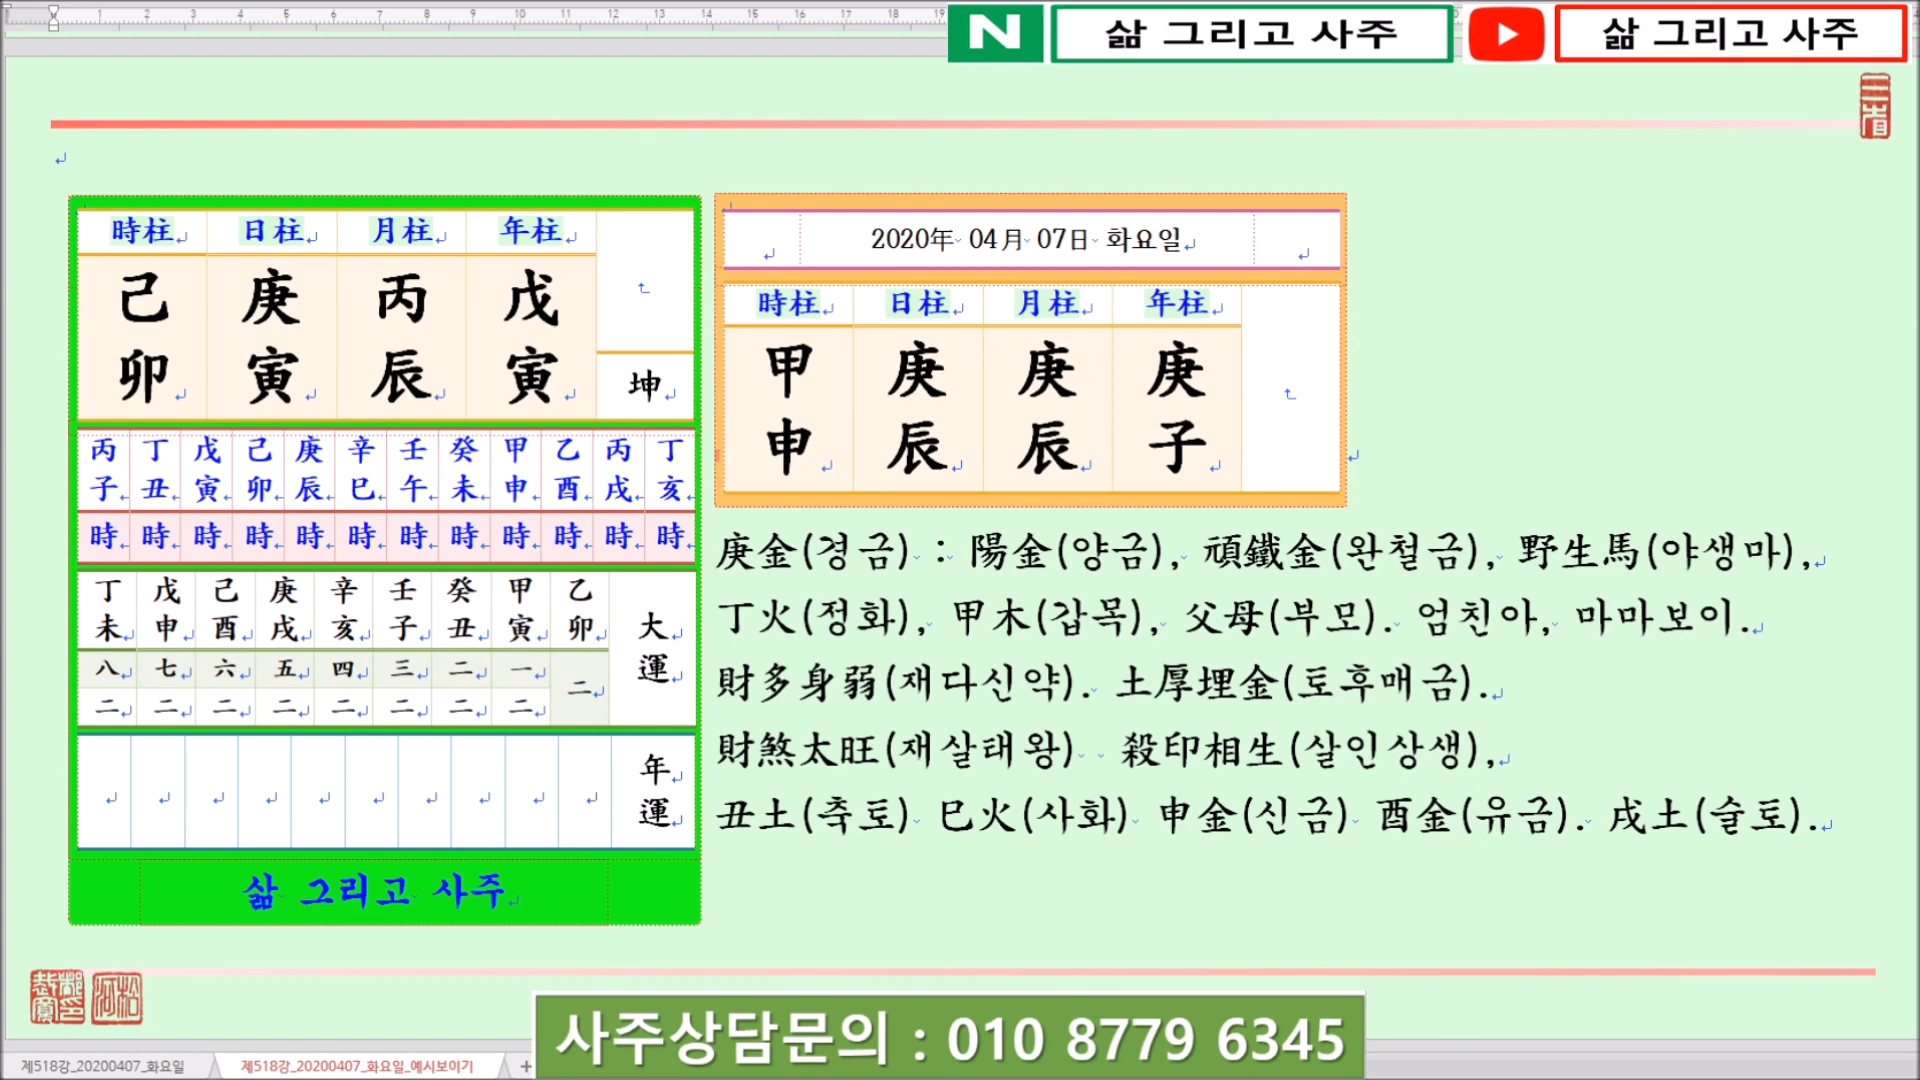 N 삶 그리고 사주 삶 그리고 사주
時柱 日柱 月柱 年柱
己 庚 丙 戊
卯 寅 辰 寅 坤
丙 丁 戊 己 庚 辛 壬 癸 甲 乙 丙 丁
子 丑 寅 卯 辰 巳 午 未 申 酉 戌 亥
時 時 時 時 時 時 時 時 時 時 時 時
丁 戊 己 庚 辛 壬 癸 甲 乙 大
未 申 酉 戌 亥 子 丑 寅 卯 運
八 七 六 五 四 三 二 一 二
二 二 二 二 二 二 二 二
年
運
삶 그리고 사주
2020年 04月 07日 화요일
時柱 日柱 月柱 年柱
甲 庚 庚 庚
申 辰 辰 子
庚金(경금) : 陽金(양금), 頑鐵金(완철금), 野生馬(야생마),
丁火(정화), 甲木(갑목), 父母(부모). 엄친아, 마마보이.
財多身弱(재다신약). 土厚埋金(토후매금).
財煞太旺(재살태왕) 殺印相生(살인상생),
丑土(축토) 巳火(사화) 申金(신금) 酉金(유금). 戌土(술토).
사주상담문의 : 010 8779 6345
제518강_20200407_화요일 제518강_20200407_화요일_예시보이기 +